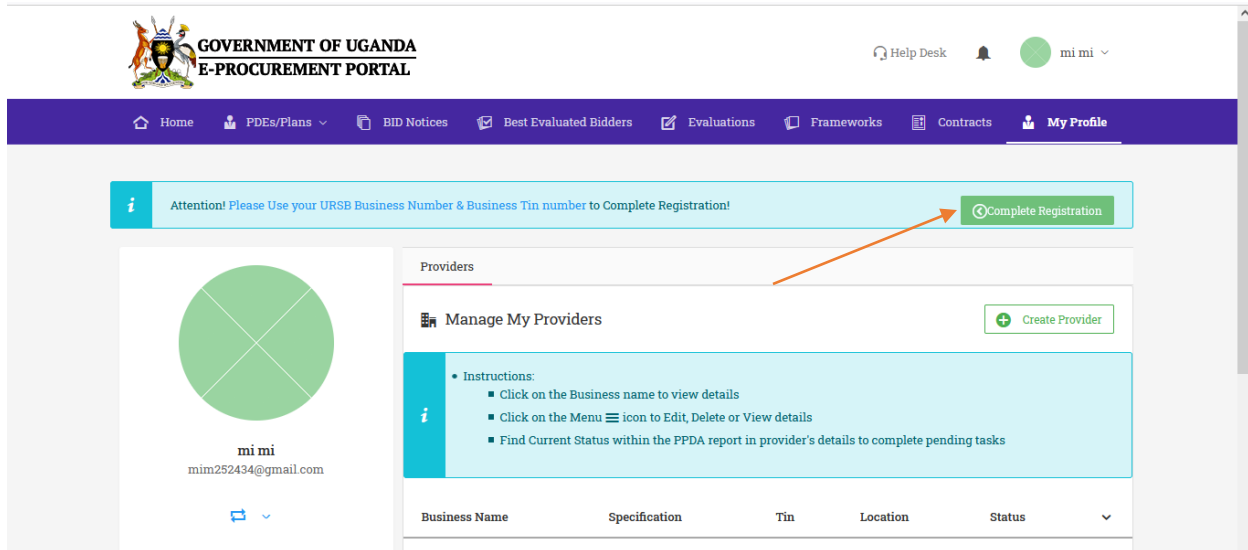 GOVERNMENT OF UGANDA
E-PROCUREMENT PORTAL
Help Desk
mi mi
Home
PDEs/Plans
BID Notices
Best Evaluated Bidders
Evaluations
Frameworks
Contracts
My Profile
Attention! Please Use your URSB Business Number & Business Tin number to Complete Registration!
Complete Registration
mi mi
mim252434@gmail.com
Providers
Manage My Providers
Create Provider
Instructions:
Click on the Business name to view details
Click on the Menu ☰ icon to Edit, Delete or View details
Find Current Status within the PPDA report in provider's details to complete pending tasks
Business Name Specification Tin Location Status